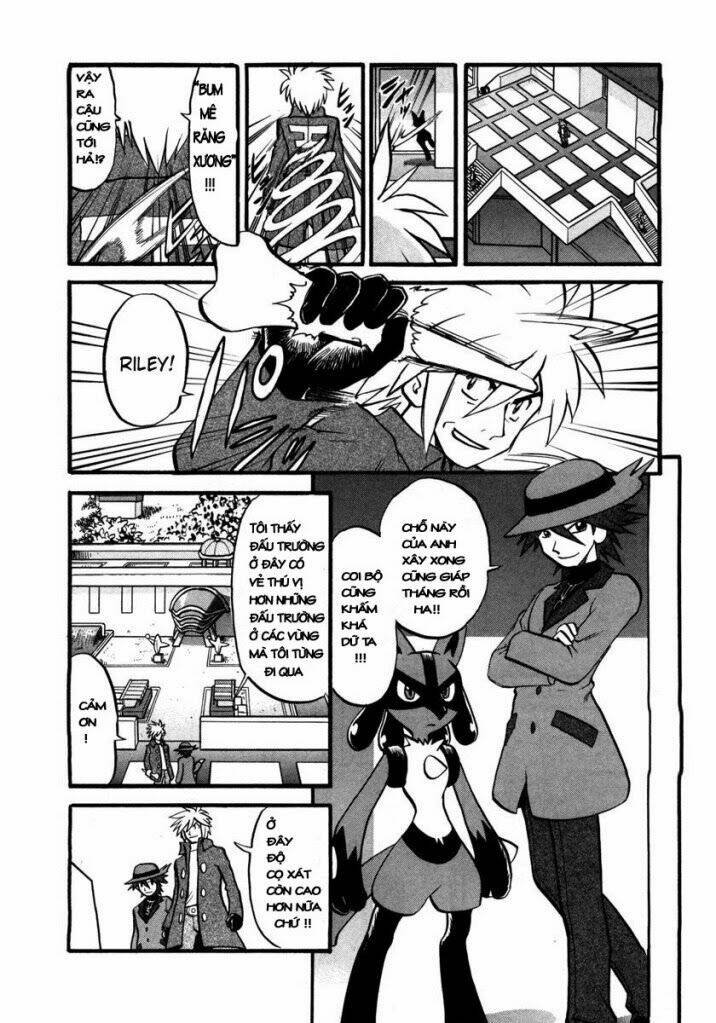 "BUM
MÊ
RĂNG
XƯƠNG"
!!!
VẬY
RA
CẬU
CŨNG
TỚI
HẢ!?
RILEY!
CHỖ NÀY
CỦA ANH
XÂY XONG
CŨNG GIÁP
THÁNG RỒI
HA!!
COI BỘ
CŨNG
KHẤM
KHÁ
DỮ TA
!!!
TÔI THẤY
ĐẤU TRƯỜNG
Ở ĐÂY CÓ
VẺ THÚ VỊ
HƠN NHỮNG
ĐẤU TRƯỜNG
Ở CÁC VÙNG
MÀ TÔI TỪNG
ĐI QUA
CẢM
ƠN
!
Ở
ĐÂY
ĐỘ
CỌ XÁT
CÒN CAO
HƠN NỮA
CHỨ !!